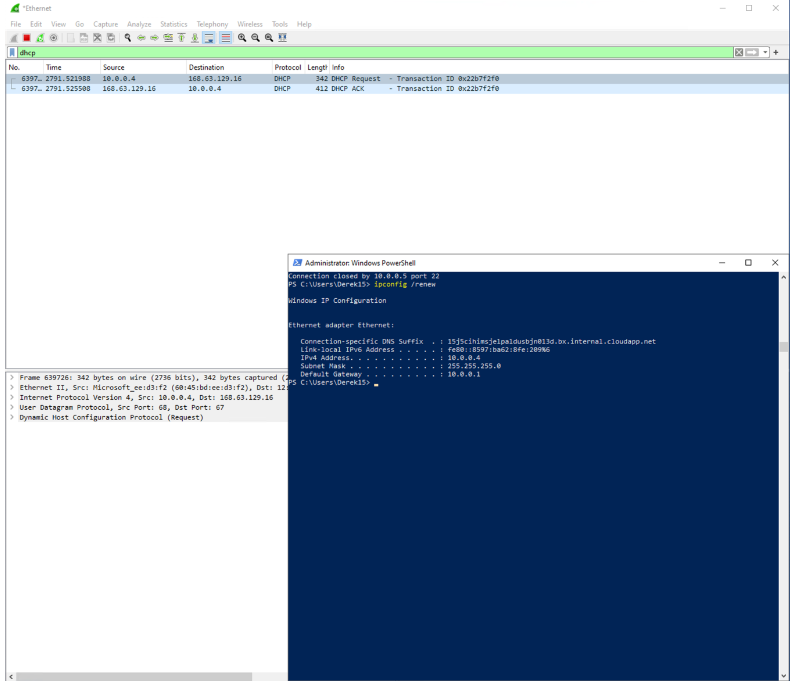 *Ethernet
File Edit View Go Capture Analyze Statistics Telephony Wireless Tools Help
dhcp
No. Time Source Destination Protocol Length Info
6397… 2791.521988 10.0.0.4 168.63.129.16 DHCP 342 DHCP Request - Transaction ID 0x22b7f2f0
6397… 2791.525508 168.63.129.16 10.0.0.4 DHCP 412 DHCP ACK - Transaction ID 0x22b7f2f0
Administrator: Windows PowerShell
Connection closed by 10.0.0.5 port 22
PS C:\Users\Derek15> ipconfig /renew
Windows IP Configuration
Ethernet adapter Ethernet:
Connection-specific DNS Suffix . : l5j5cihimsjelpaldusbjn013d.bx.internal.cloudapp.net
Link-local IPv6 Address . . . . . : fe80::8597:ba62:8fe:209%6
IPv4 Address. . . . . . . . . . . : 10.0.0.4
Subnet Mask . . . . . . . . . . . : 255.255.255.0
Default Gateway . . . . . . . . . : 10.0.0.1
PS C:\Users\Derek15>
> Frame 639726: 342 bytes on wire (2736 bits), 342 bytes captured (2
> Ethernet II, Src: Microsoft_ee:d3:f2 (60:45:bd:ee:d3:f2), Dst: 12:
> Internet Protocol Version 4, Src: 10.0.0.4, Dst: 168.63.129.16
> User Datagram Protocol, Src Port: 68, Dst Port: 67
> Dynamic Host Configuration Protocol (Request)